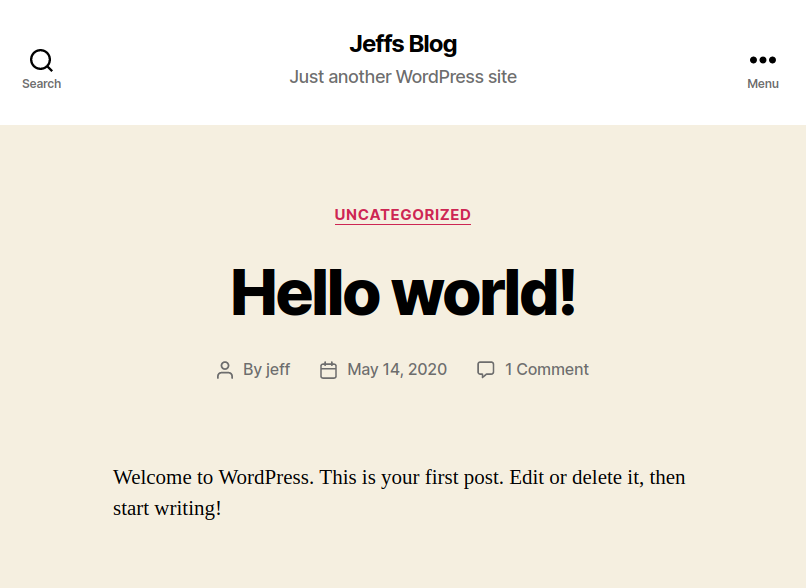 Jeffs Blog
Just another WordPress site
Search
Menu
UNCATEGORIZED
Hello world!
By jeff
May 14, 2020
1 Comment
Welcome to WordPress. This is your first post. Edit or delete it, then
start writing!